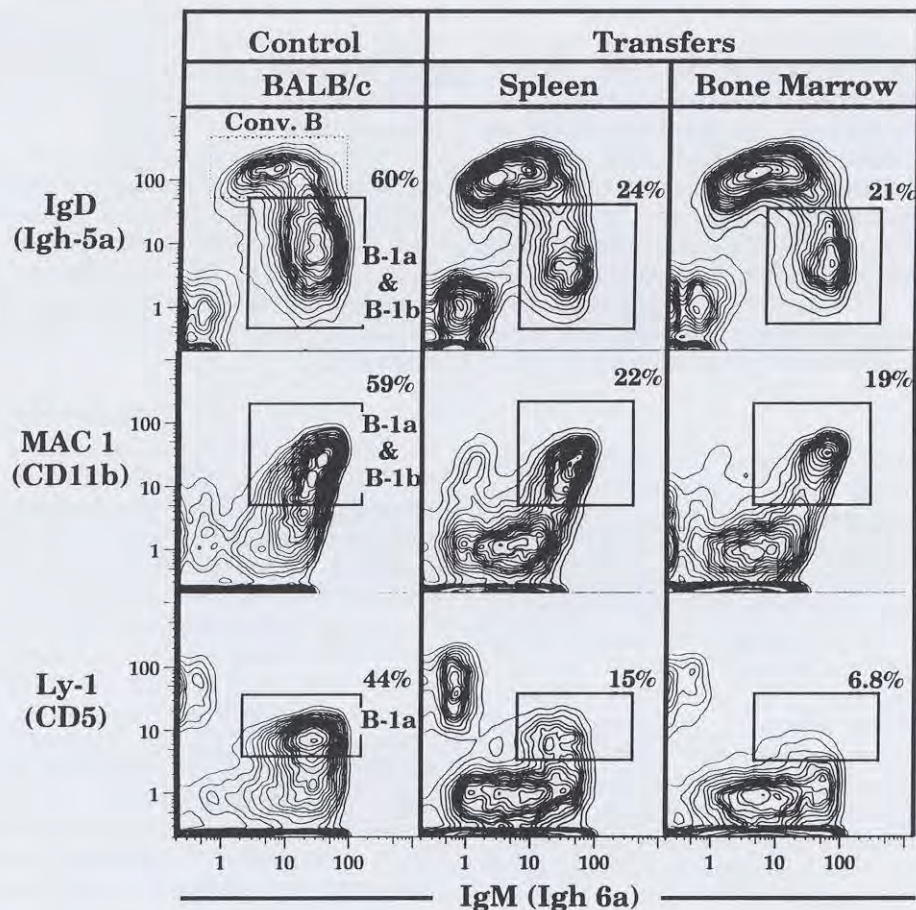 Control Transfers
BALB/c Spleen Bone Marrow
Conv. B
IgD
(Igh-5a)
100
10
1
60%
B-1a
&
B-1b
24%
21%
MAC 1
(CD11b)
100
10
1
59%
B-1a
&
B-1b
22%
19%
Ly-1
(CD5)
100
10
1
44%
B-1a
15%
6.8%
1 10 100 1 10 100 1 10 100
IgM (Igh 6a)